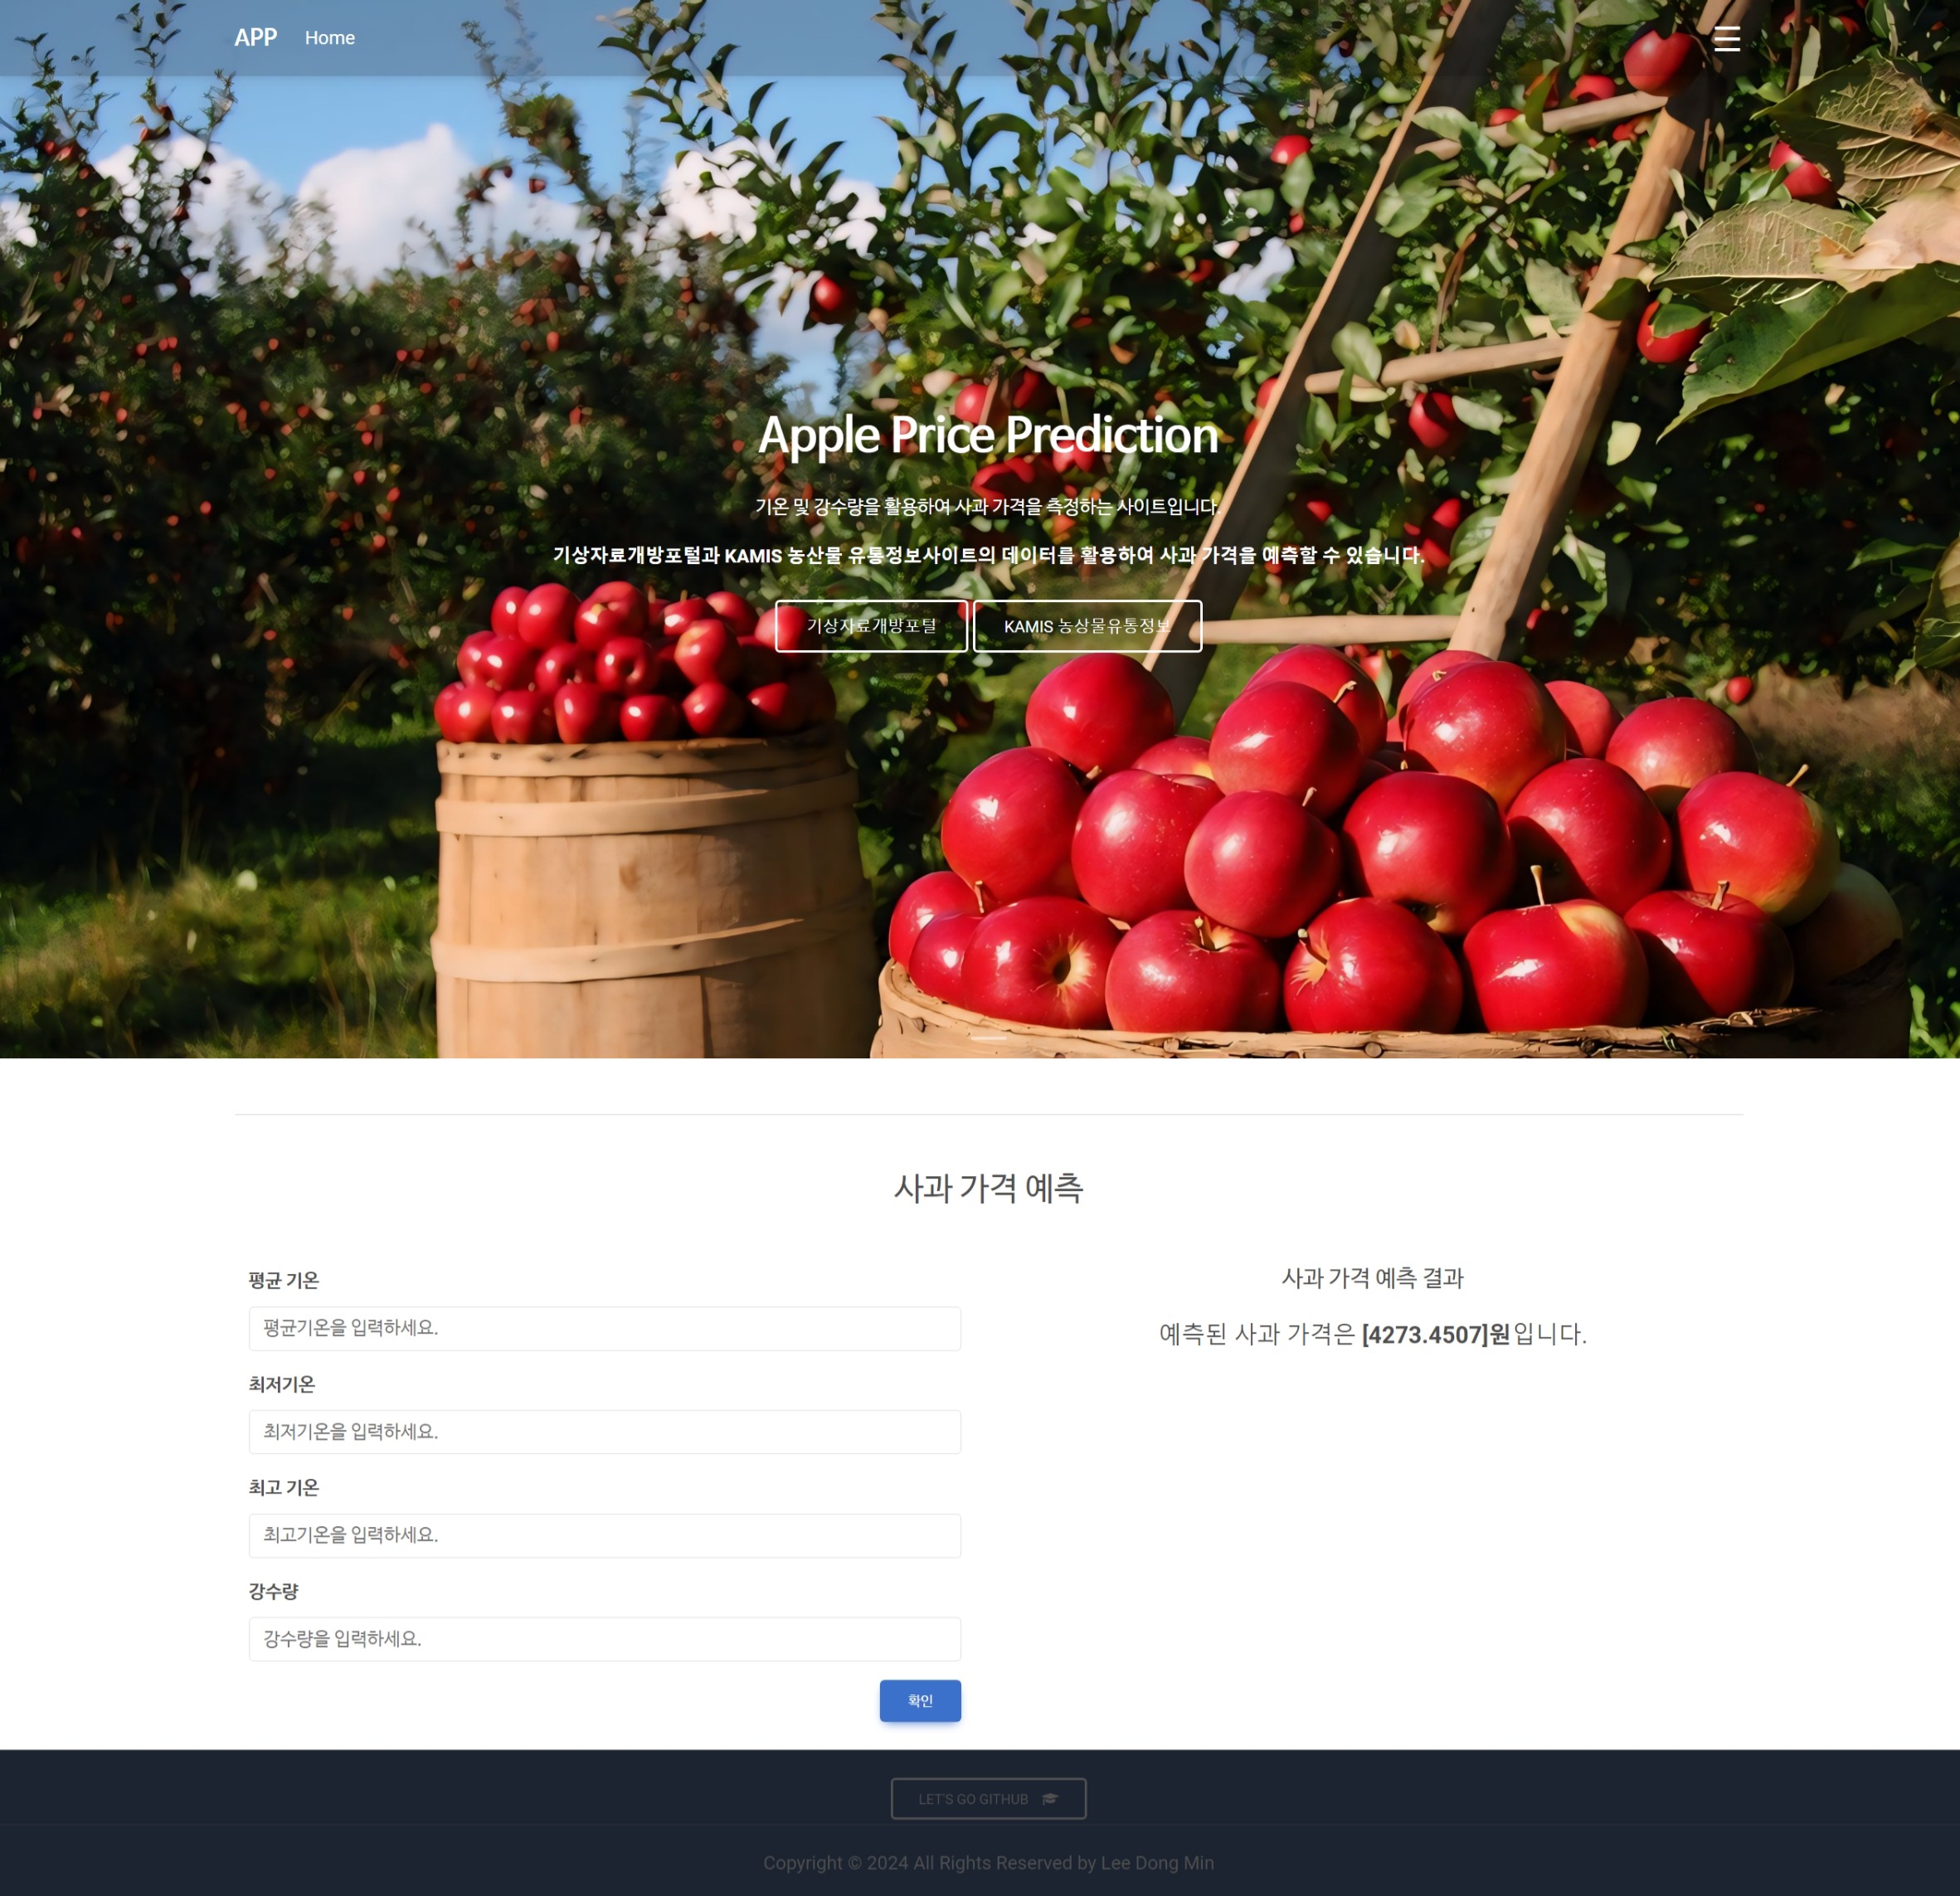 APP Home
Apple Price Prediction
기온 및 강수량을 활용하여 사과 가격을 측정하는 사이트입니다.
기상자료개방포털과 KAMIS 농산물 유통정보사이트의 데이터를 활용하여 사과 가격을 예측할 수 있습니다.
기상자료개방포털 KAMIS 농상물유통정보
사과 가격 예측
평균 기온
평균기온을 입력하세요.
최저기온
최저기온을 입력하세요.
최고 기온
최고기온을 입력하세요.
강수량
강수량을 입력하세요.
확인
사과 가격 예측 결과
예측된 사과 가격은 [4273.4507]원입니다.
LET'S GO GITHUB
Copyright © 2024 All Rights Reserved by Lee Dong Min